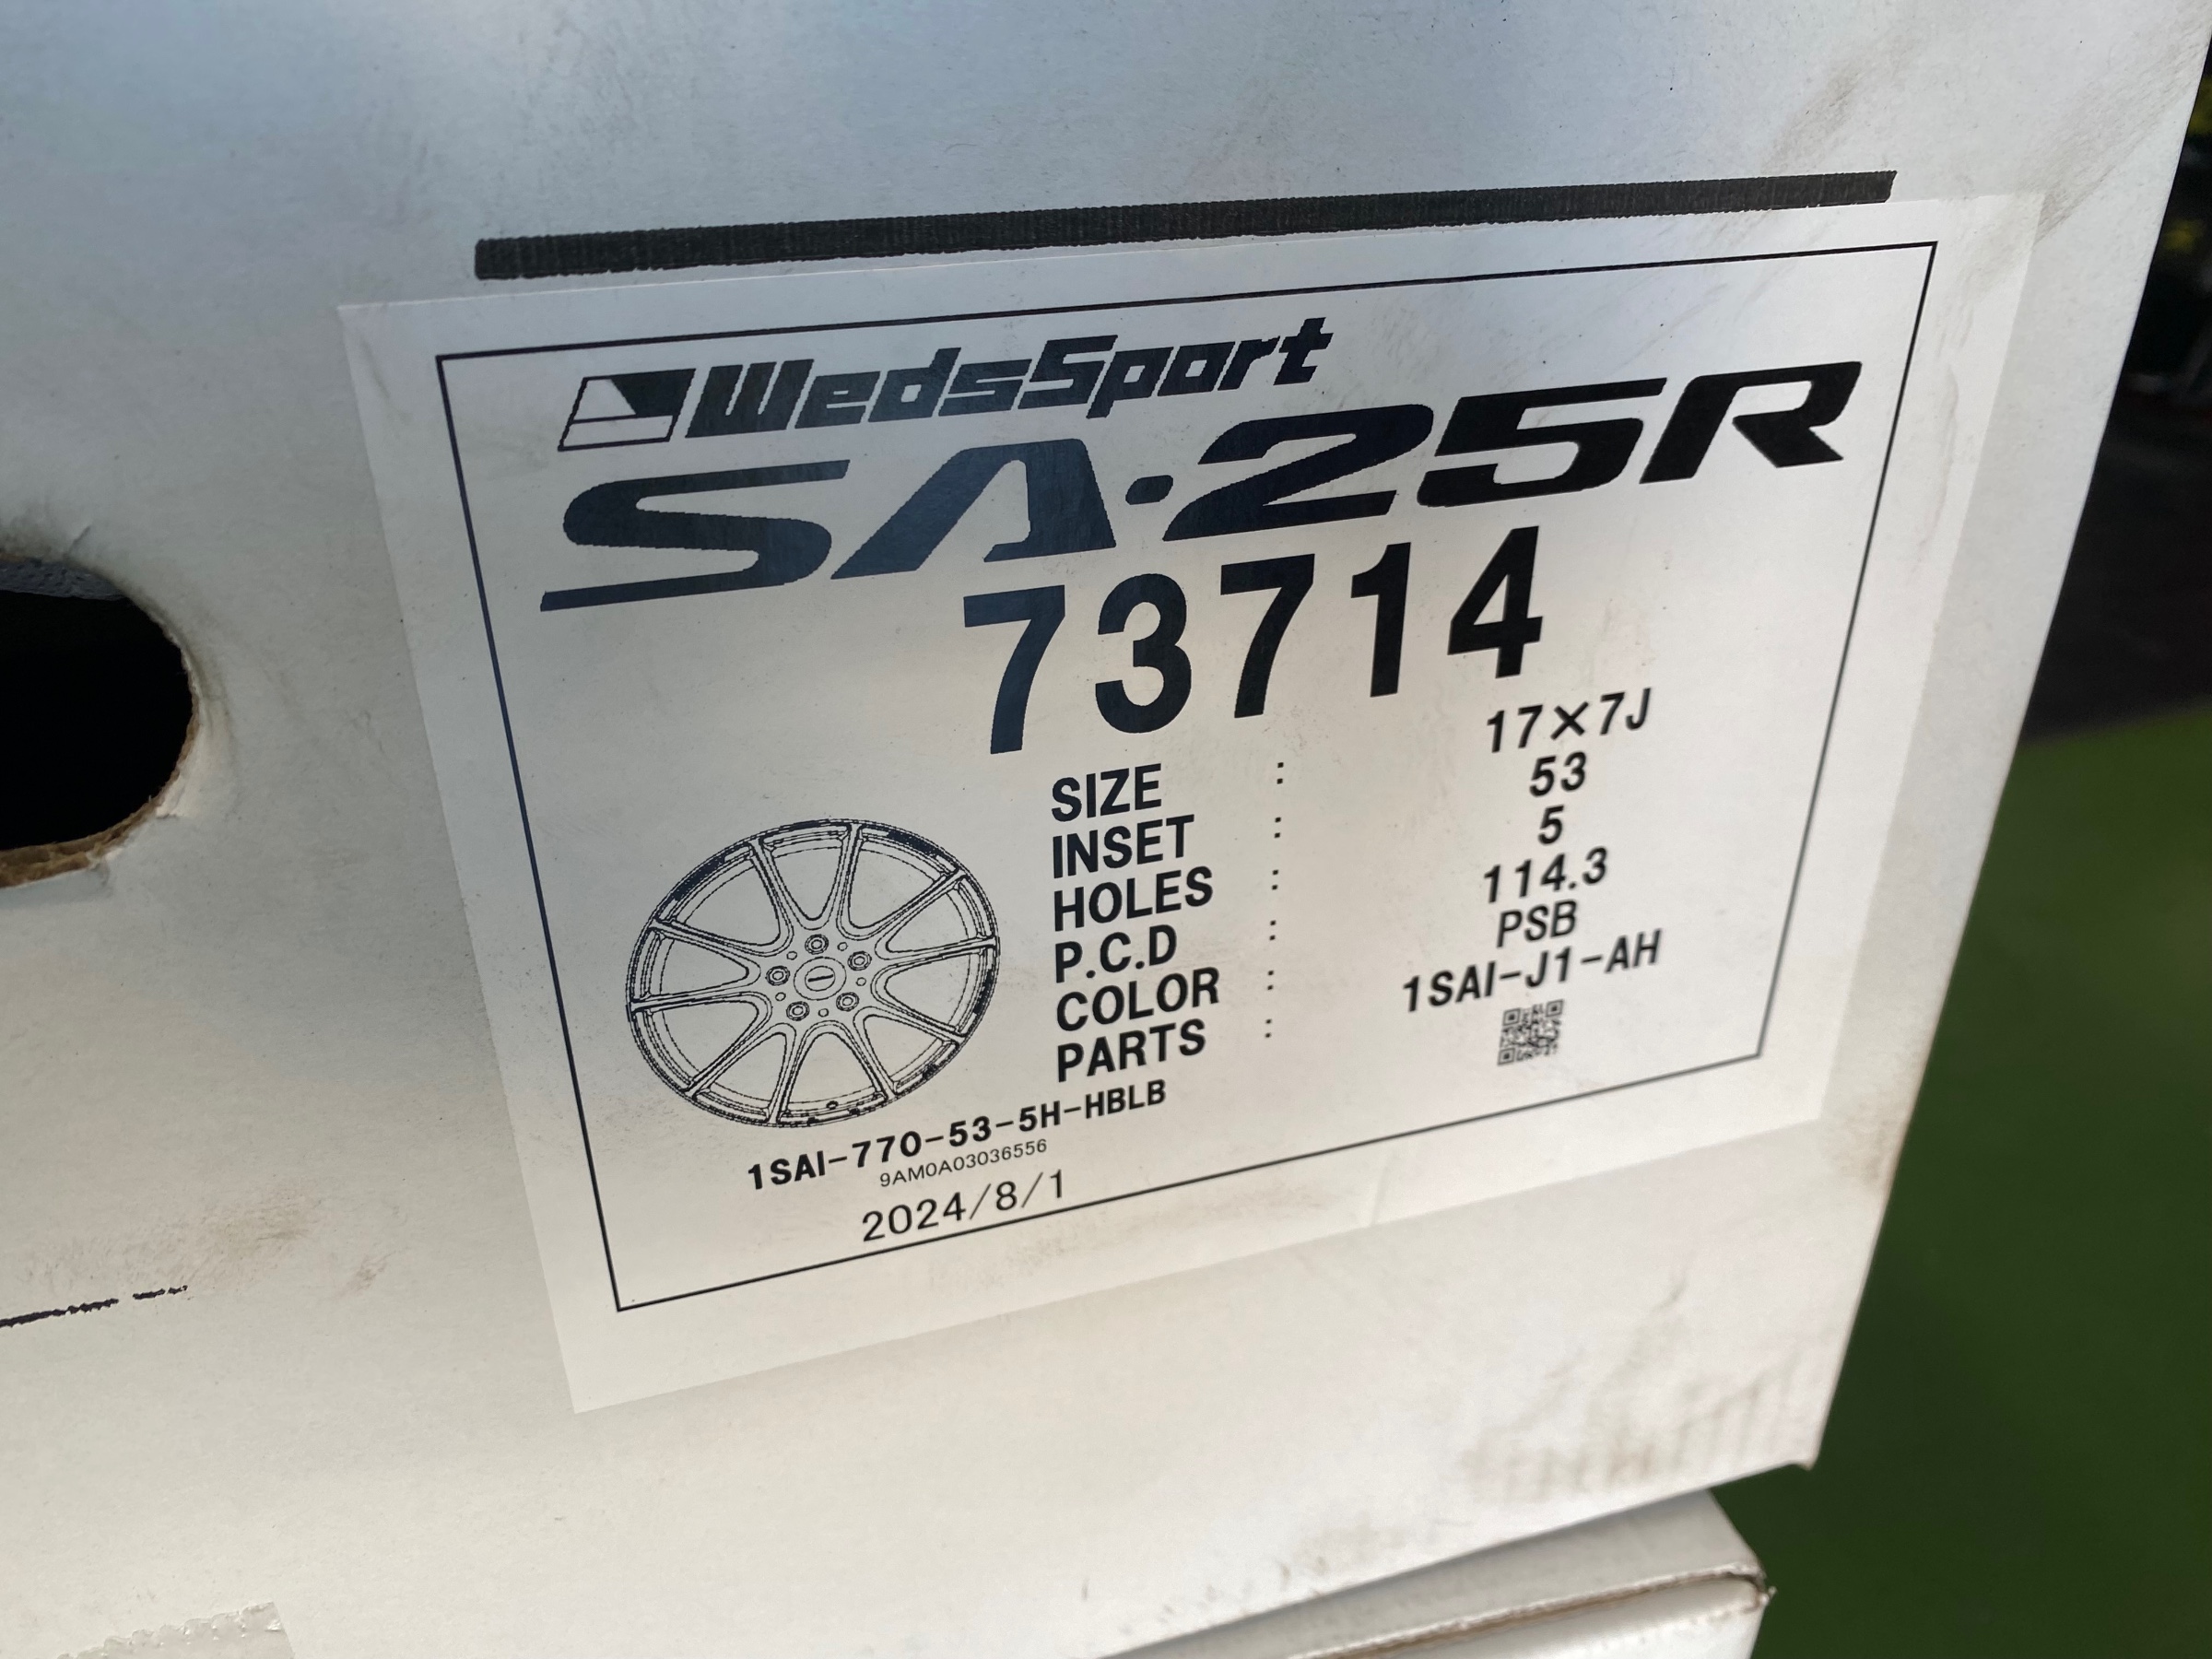 WedsSport
SA·25R
73714
SIZE : 17×7J
INSET : 53
HOLES : 5
P.C.D : 114.3
COLOR : PSB
PARTS : 1SAI-J1-AH
1SAI-770-53-5H-HBLB
9AM0A03036556
2024/8/1